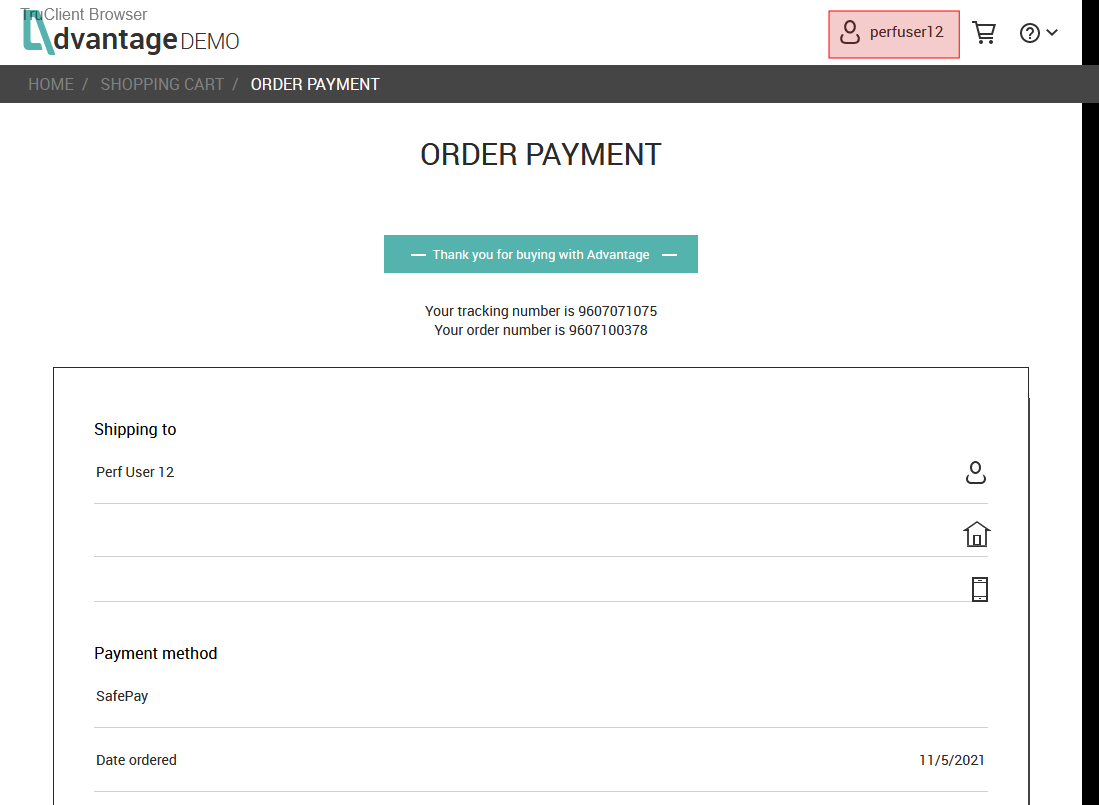 TruClient Browser
dvantage DEMO
perfuser12
HOME / SHOPPING CART / ORDER PAYMENT
ORDER PAYMENT
— Thank you for buying with Advantage —
Your tracking number is 9607071075
Your order number is 9607100378
Shipping to
Perf User 12
Payment method
SafePay
Date ordered 11/5/2021